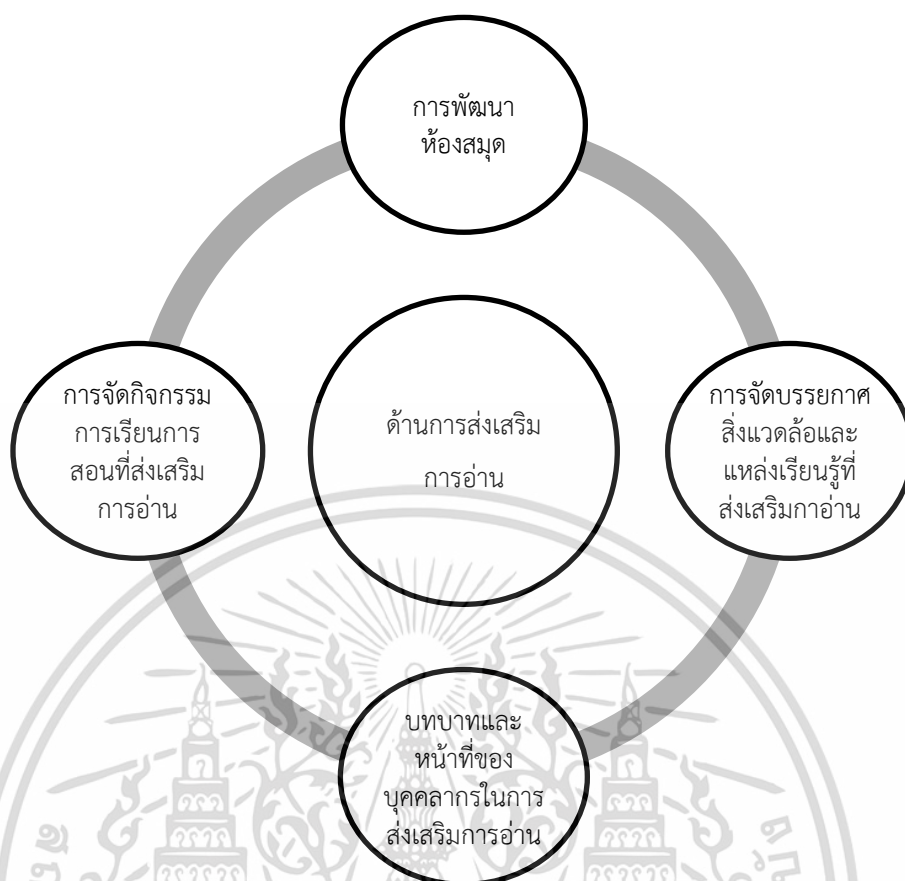 การพัฒนา
ห้องสมุด
การจัดกิจกรรม
การเรียนการ
สอนที่ส่งเสริม
การอ่าน
ด้านการส่งเสริม
การอ่าน
การจัดบรรยกาศ
สิ่งแวดล้อมและ
แหล่งเรียนรู้ที่
ส่งเสริมกาอ่าน
บทบาทและ
หน้าที่ของ
บุคคลากรในการ
ส่งเสริมการอ่าน